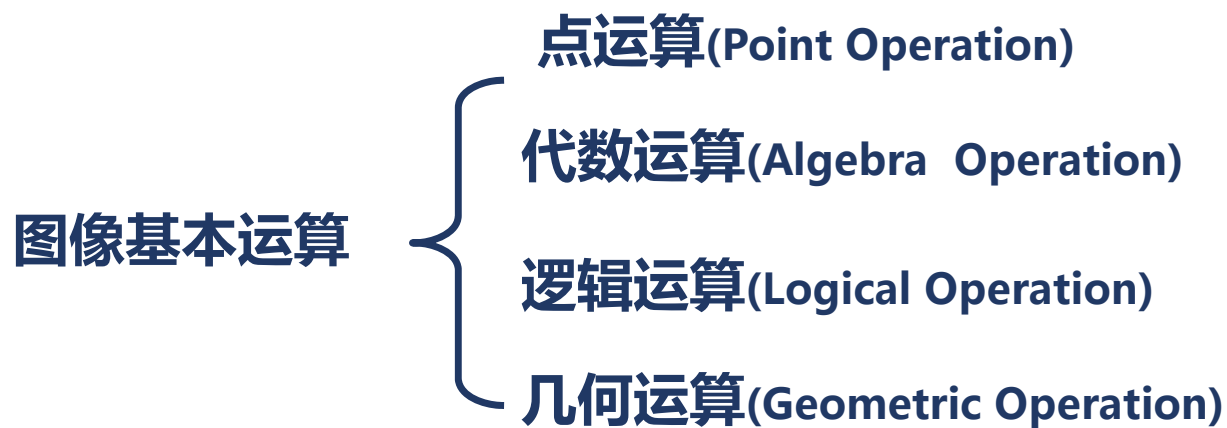 图像基本运算
点运算(Point Operation)
代数运算(Algebra  Operation)
逻辑运算(Logical Operation)
几何运算(Geometric Operation)